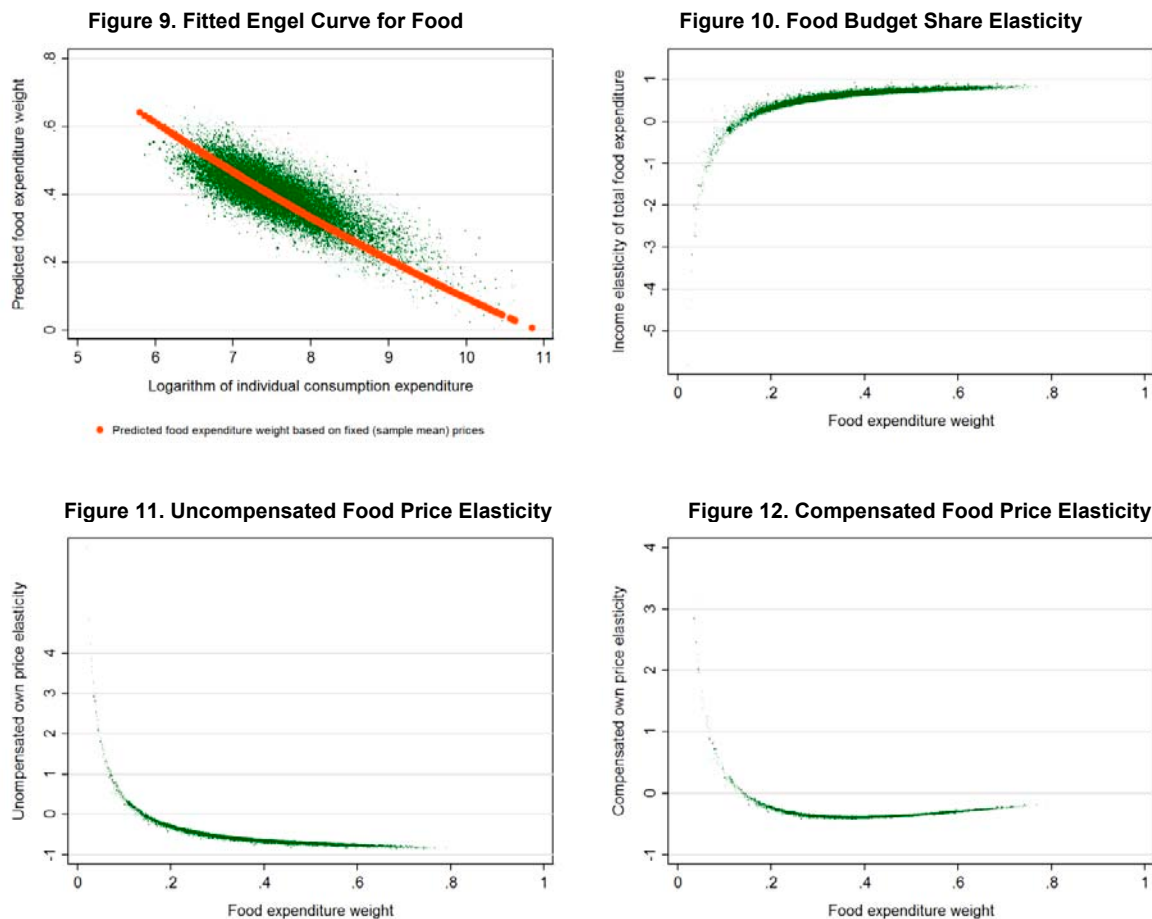 Figure 9. Fitted Engel Curve for Food
Figure 10. Food Budget Share Elasticity
Predicted food expenditure weight
.8
.6
.4
.2
0
5 6 7 8 9 10 11
Logarithm of individual consumption expenditure
Predicted food expenditure weight based on fixed (sample mean) prices
Income elasticity of total food expenditure
1
0
-1
-2
-3
-4
-5
0 .2 .4 .6 .8 1
Food expenditure weight
Figure 11. Uncompensated Food Price Elasticity
Figure 12. Compensated Food Price Elasticity
Unompensated own price elasticity
4
3
2
1
0
-1
0 .2 .4 .6 .8 1
Food expenditure weight
Compensated own price elasticity
4
3
2
1
0
-1
0 .2 .4 .6 .8 1
Food expenditure weight